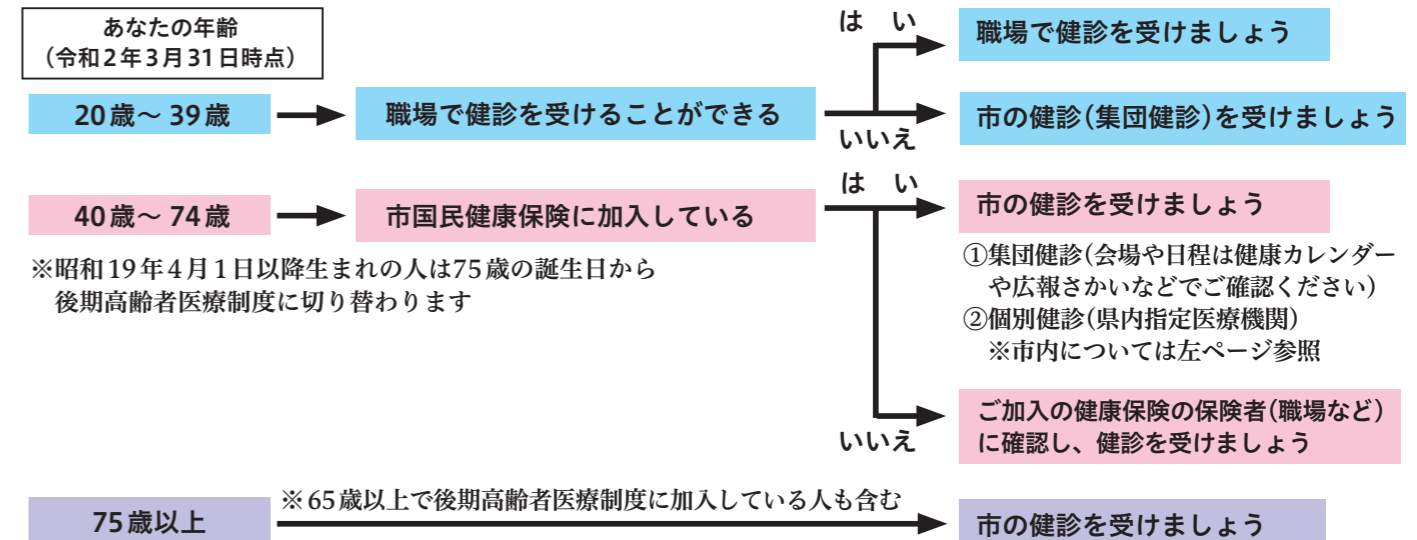 あなたの年齢
（令和2年3月31日時点）
20歳〜39歳
職場で健診を受けることができる
はい
職場で健診を受けましょう
いいえ
市の健診（集団健診）を受けましょう
40歳〜74歳
市国民健康保険に加入している
はい
市の健診を受けましょう
①集団健診（会場や日程は健康カレンダー
や広報さかいなどでご確認ください）
②個別健診（県内指定医療機関）
※市内については左ページ参照
いいえ
ご加入の健康保険の保険者（職場など）
に確認し、健診を受けましょう
※昭和19年4月1日以降生まれの人は75歳の誕生日から
後期高齢者医療制度に切り替わります
75歳以上
※65歳以上で後期高齢者医療制度に加入している人も含む
市の健診を受けましょう